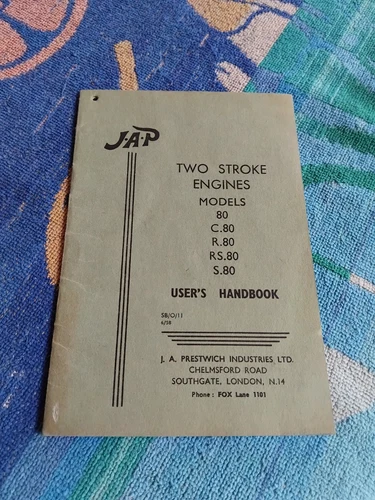 J·A·P
TWO STROKE
ENGINES
MODELS
80
C.80
R.80
RS.80
S.80
USER'S HANDBOOK
SB/O/11
6/58
J. A. PRESTWICH INDUSTRIES LTD.
CHELMSFORD ROAD
SOUTHGATE, LONDON, N.14
Phone: FOX Lane 1101